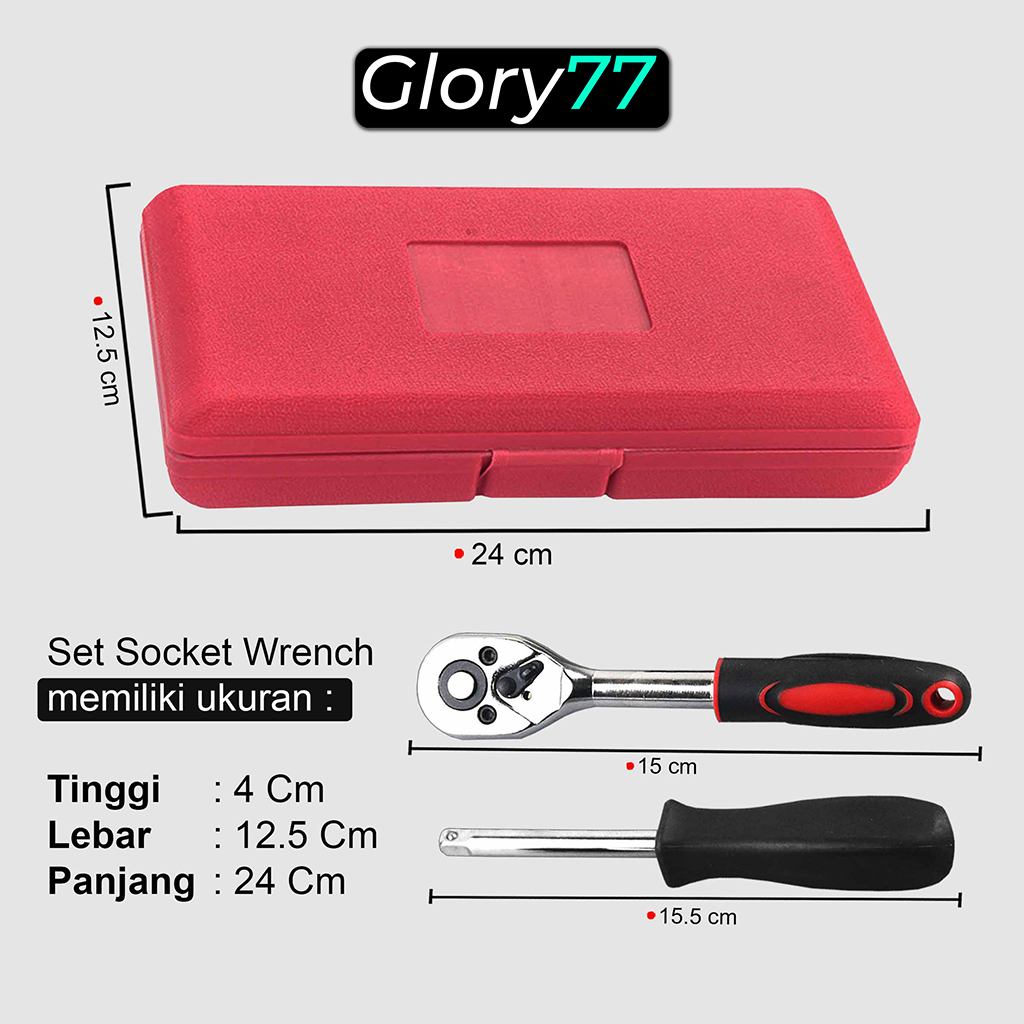 Glory77
12.5 cm
24 cm
Set Socket Wrench
memiliki ukuran :
Tinggi : 4 Cm
Lebar : 12.5 Cm
Panjang : 24 Cm
15 cm
15.5 cm